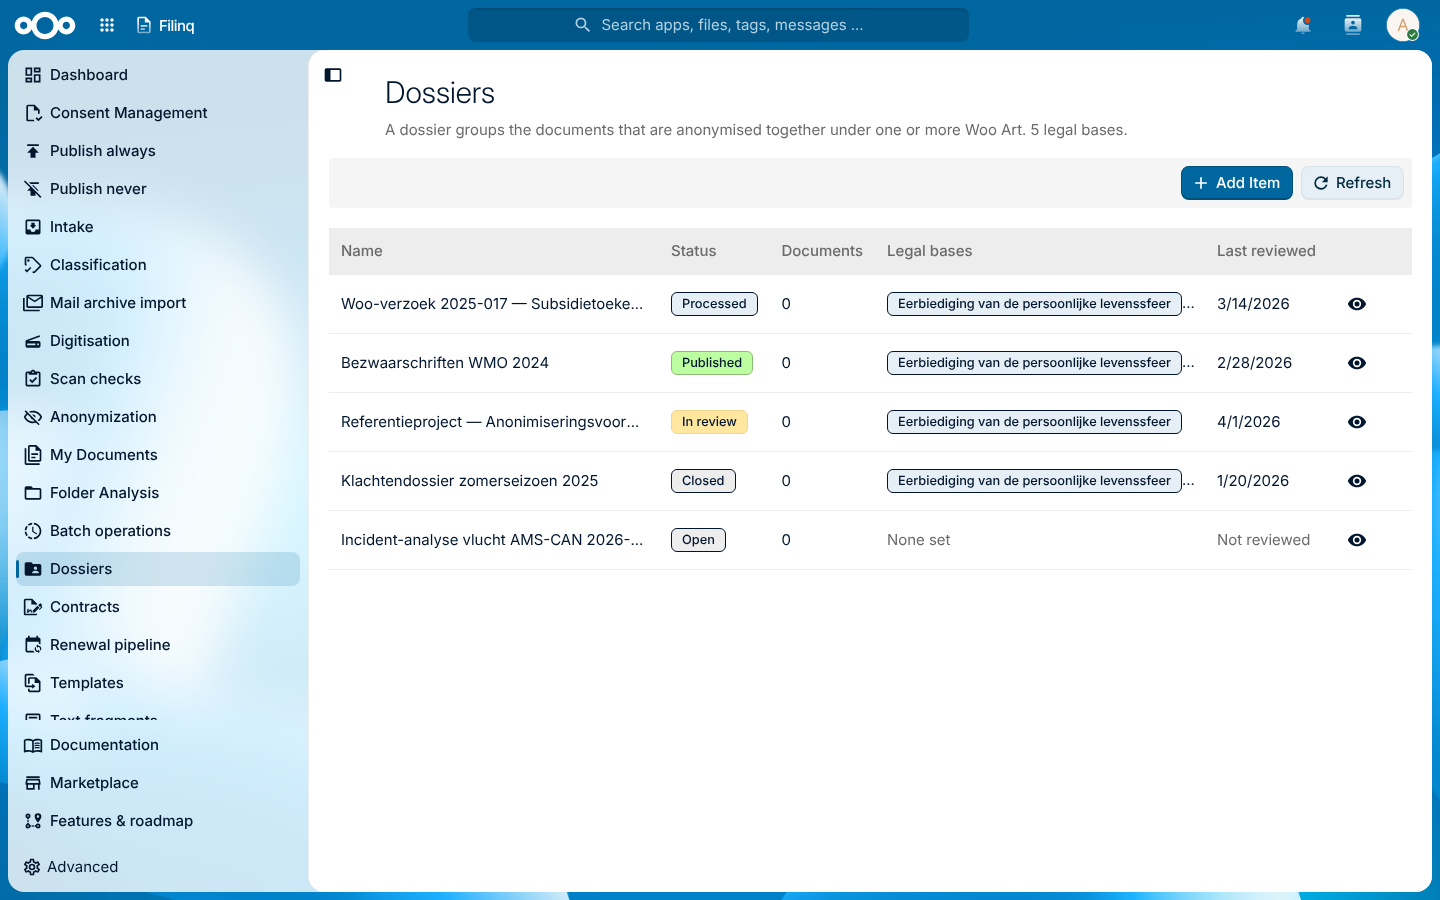 Filinq
Search apps, files, tags, messages ...
A
Dashboard
Consent Management
Publish always
Publish never
Intake
Classification
Mail archive import
Digitisation
Scan checks
Anonymization
My Documents
Folder Analysis
Batch operations
Dossiers
Contracts
Renewal pipeline
Templates
Text fragments
Documentation
Marketplace
Features & roadmap
Advanced
Dossiers
A dossier groups the documents that are anonymised together under one or more Woo Art. 5 legal bases.
Add Item Refresh
Name Status Documents Legal bases Last reviewed
Woo-verzoek 2025-017 — Subsidietoeke... Processed 0 Eerbiediging van de persoonlijke levenssfeer ... 3/14/2026
Bezwaarschriften WMO 2024 Published 0 Eerbiediging van de persoonlijke levenssfeer ... 2/28/2026
Referentieproject — Anonimiseringsvoor... In review 0 Eerbiediging van de persoonlijke levenssfeer 4/1/2026
Klachtendossier zomerseizoen 2025 Closed 0 Eerbiediging van de persoonlijke levenssfeer ... 1/20/2026
Incident-analyse vlucht AMS-CAN 2026-... Open 0 None set Not reviewed